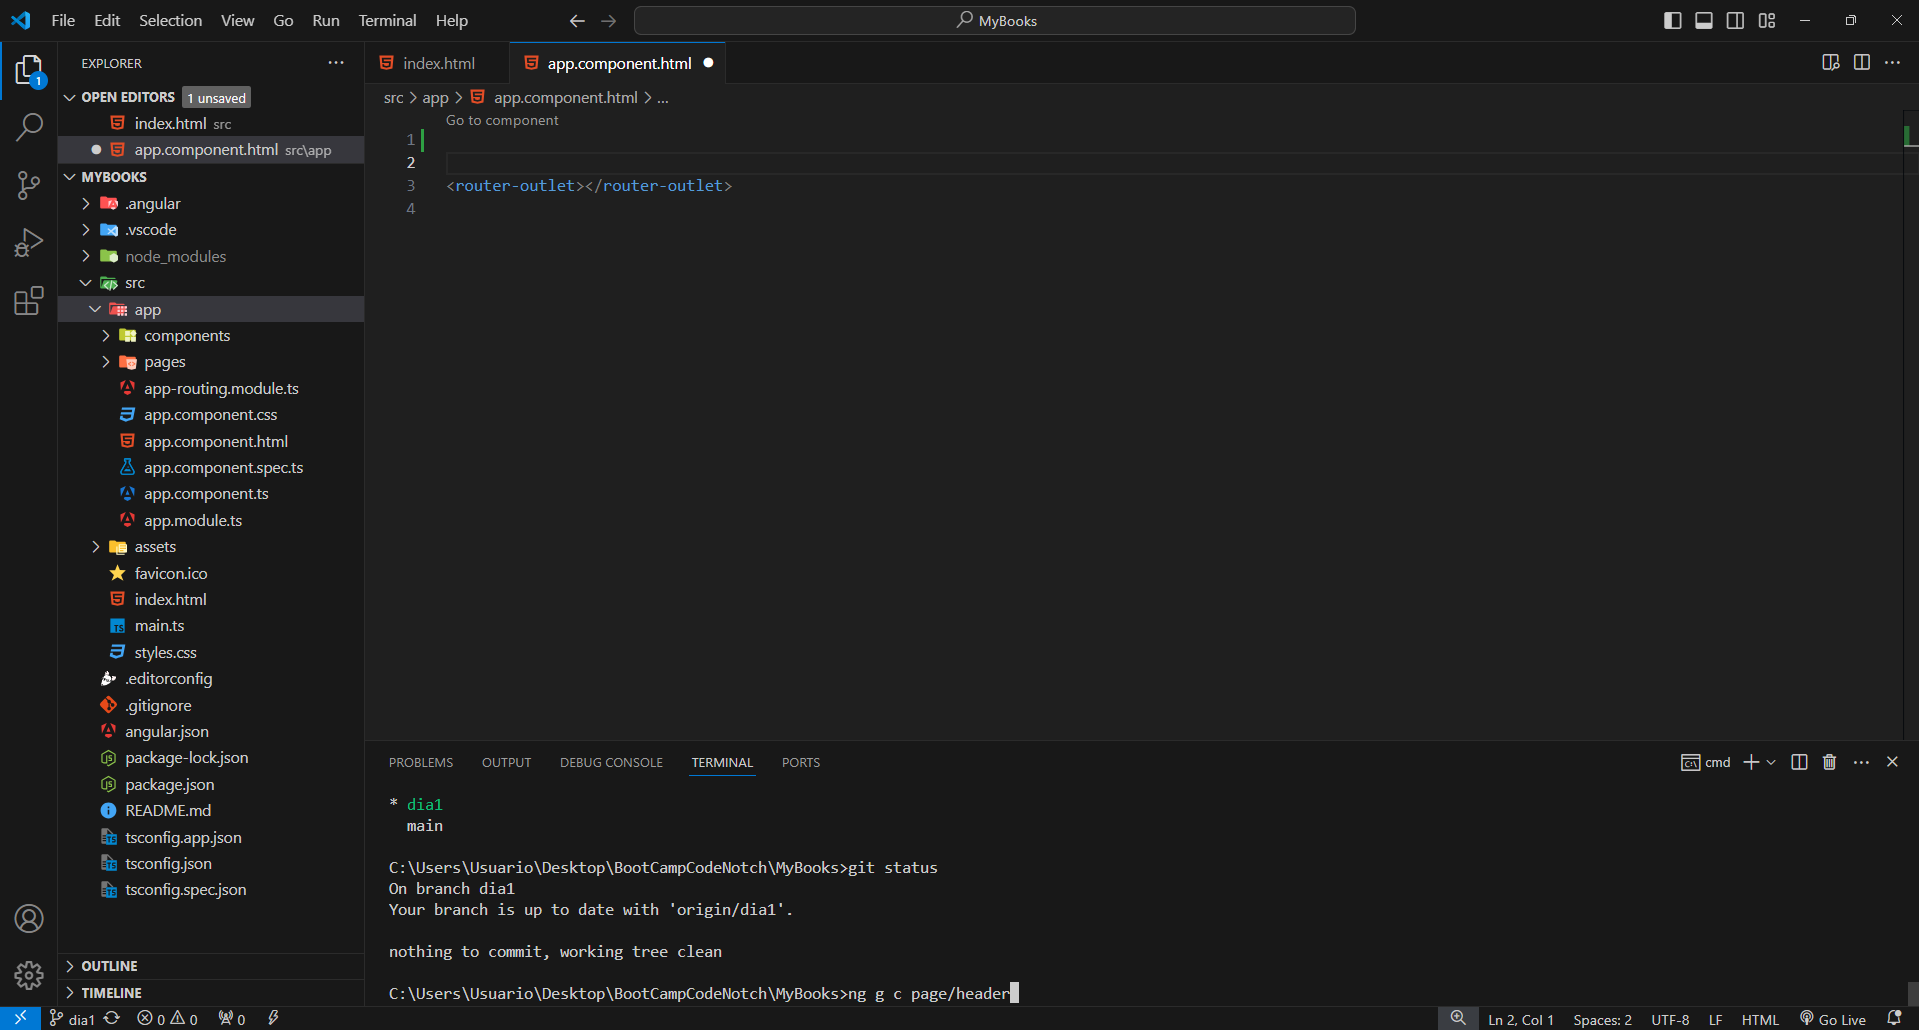 File Edit Selection View Go Run Terminal Help
MyBooks
1
EXPLORER
OPEN EDITORS 1 unsaved
index.html src
app.component.html src\app
MYBOOKS
.angular
.vscode
node_modules
src
app
components
pages
app-routing.module.ts
app.component.css
app.component.html
app.component.spec.ts
app.component.ts
app.module.ts
assets
favicon.ico
index.html
main.ts
styles.css
.editorconfig
.gitignore
angular.json
package-lock.json
package.json
README.md
tsconfig.app.json
tsconfig.json
tsconfig.spec.json
OUTLINE
TIMELINE
index.html
app.component.html
src > app > app.component.html > ...
Go to component
1
2
3 <router-outlet></router-outlet>
4
PROBLEMS OUTPUT DEBUG CONSOLE TERMINAL PORTS
cmd
* dia1
main
C:\Users\Usuario\Desktop\BootCampCodeNotch\MyBooks>git status
On branch dia1
Your branch is up to date with 'origin/dia1'.
nothing to commit, working tree clean
C:\Users\Usuario\Desktop\BootCampCodeNotch\MyBooks>ng g c page/header
dia1 0 0 0
Ln 2, Col 1 Spaces: 2 UTF-8 LF HTML Go Live